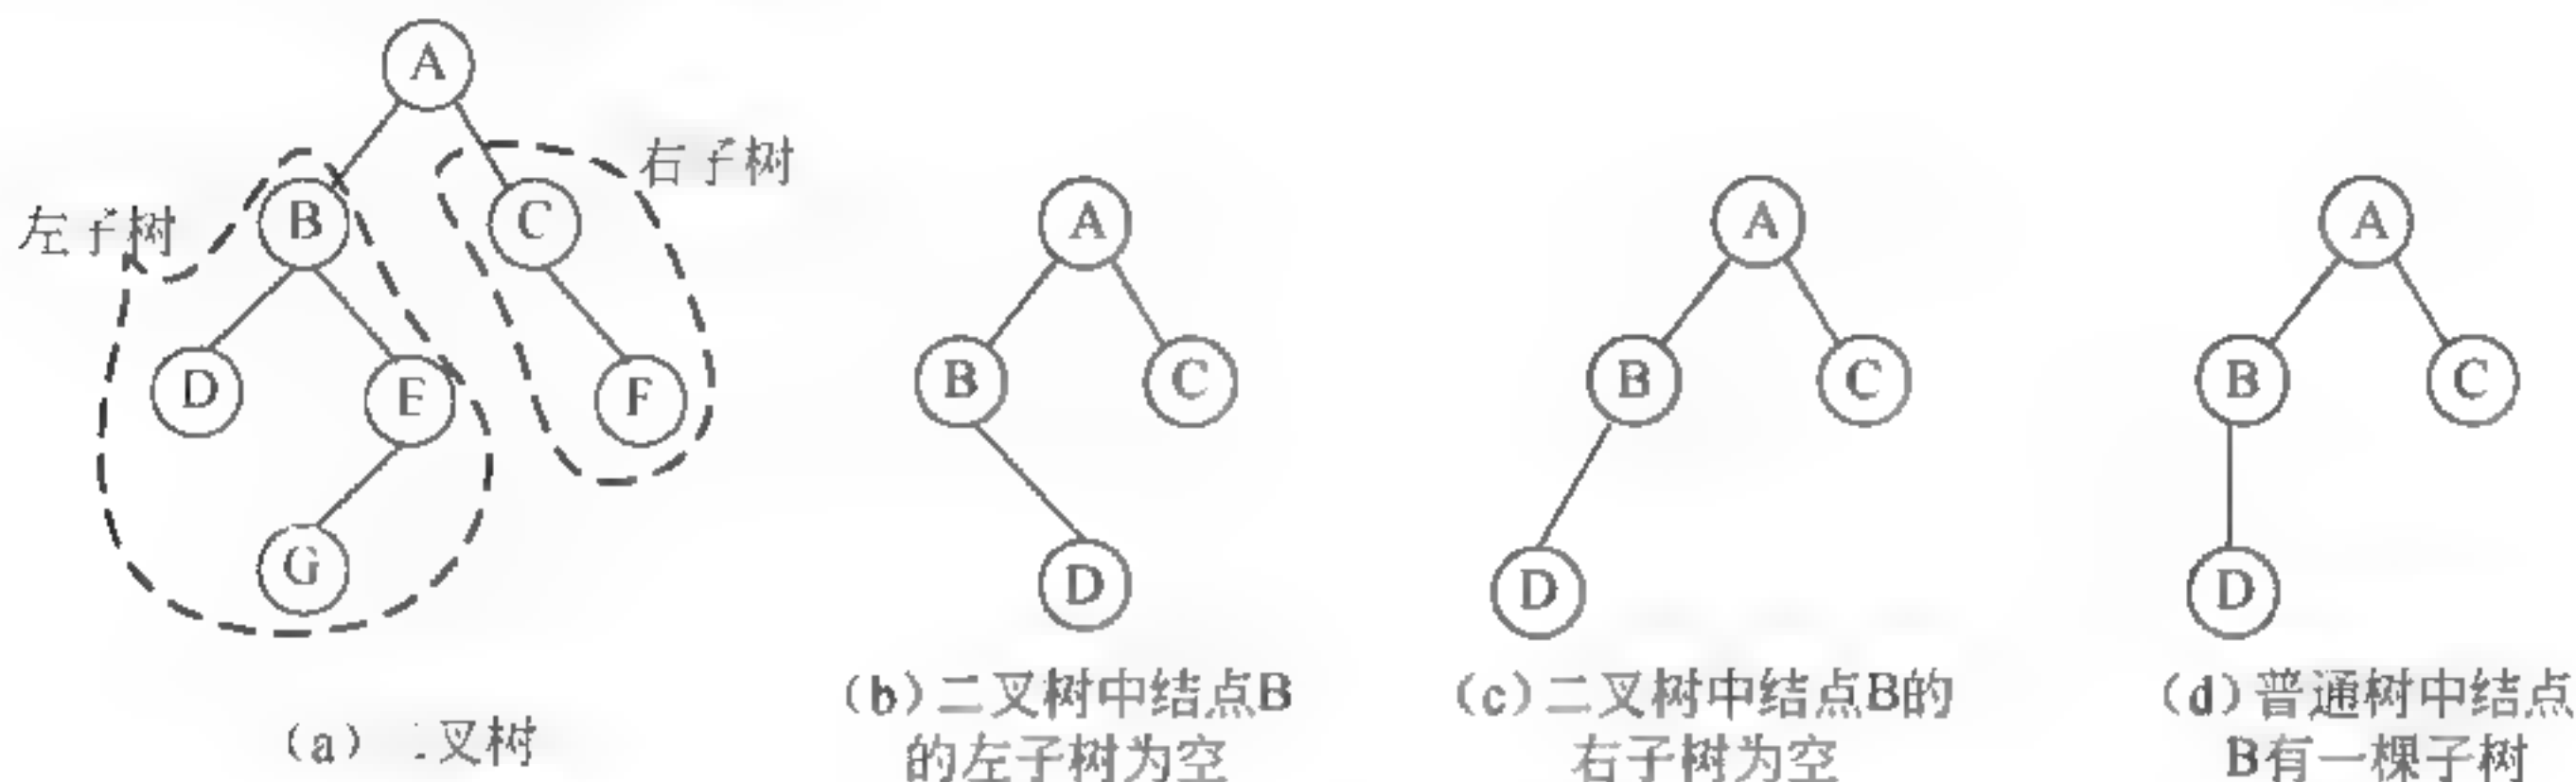 A
右子树
左子树
B
C
D
E
F
G
(a) 二叉树
A
B
C
D
(b)二叉树中结点B
的左子树为空
A
B
C
D
(c)二叉树中结点B的
右子树为空
A
B
C
D
(d)普通树中结点
B有一棵子树